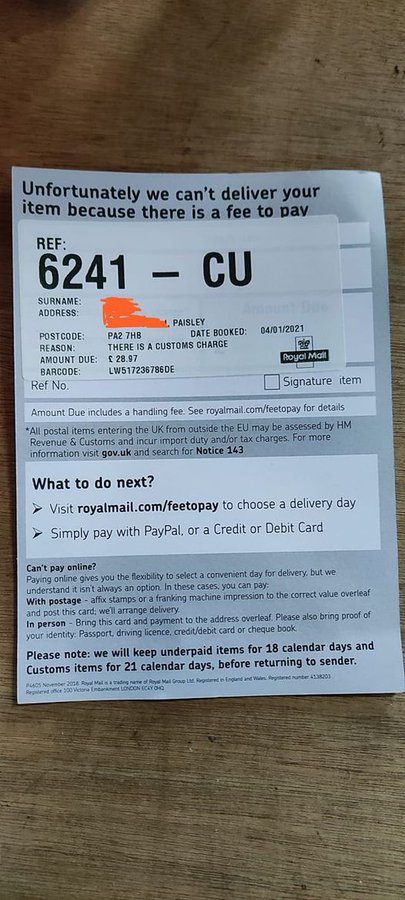 Unfortunately we can't deliver your
item because there is a fee to pay
REF:
6241 – CU
SURNAME:
ADDRESS:
, PAISLEY
POSTCODE: PA2 7HB DATE BOOKED: 04/01/2021
REASON: THERE IS A CUSTOMS CHARGE
AMOUNT DUE: £ 28.97
BARCODE: LW517236786DE
Royal Mail
Amount Due
Ref No. Signature item
Amount Due includes a handling fee. See royalmail.com/feetopay for details
*All postal items entering the UK from outside the EU may be assessed by HM
Revenue & Customs and incur import duty and/or tax charges. For more
information visit gov.uk and search for Notice 143
What to do next?
➤ Visit royalmail.com/feetopay to choose a delivery day
➤ Simply pay with PayPal, or a Credit or Debit Card
Can't pay online?
Paying online gives you the flexibility to select a convenient day for delivery, but we
understand it isn't always an option. In these cases, you can pay:
With postage - affix stamps or a franking machine impression to the correct value overleaf
and post this card; we'll arrange delivery.
In person - Bring this card and payment to the address overleaf. Please also bring proof of
your identity: Passport, driving licence, credit/debit card or cheque book.
Please note: we will keep underpaid items for 18 calendar days and
Customs items for 21 calendar days, before returning to sender.
P4605 November 2018 Royal Mail is a trading name of Royal Mail Group Ltd. Registered in England and Wales. Registered number 4138203.
Registered office 100 Victoria Embankment LONDON EC4Y 0HQ